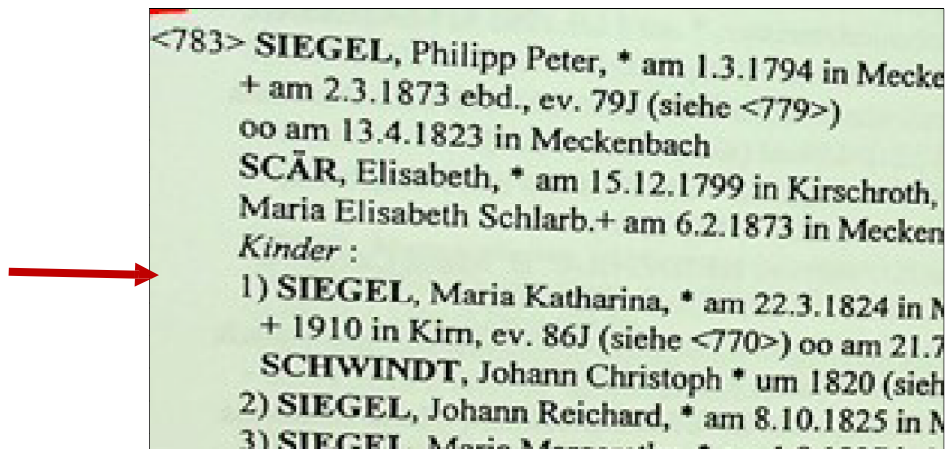 <783> SIEGEL, Philipp Peter, * am 1.3.1794 in Mecke
+ am 2.3.1873 ebd., ev. 79J (siehe <779>)
oo am 13.4.1823 in Meckenbach
SCÄR, Elisabeth, * am 15.12.1799 in Kirschroth,
Maria Elisabeth Schlarb.+ am 6.2.1873 in Mecken
Kinder :
1) SIEGEL, Maria Katharina, * am 22.3.1824 in M
+ 1910 in Kirn, ev. 86J (siehe <770>) oo am 21.7
SCHWINDT, Johann Christoph * um 1820 (sieh
2) SIEGEL, Johann Reichard, * am 8.10.1825 in M
3) SIEGEL, Maria